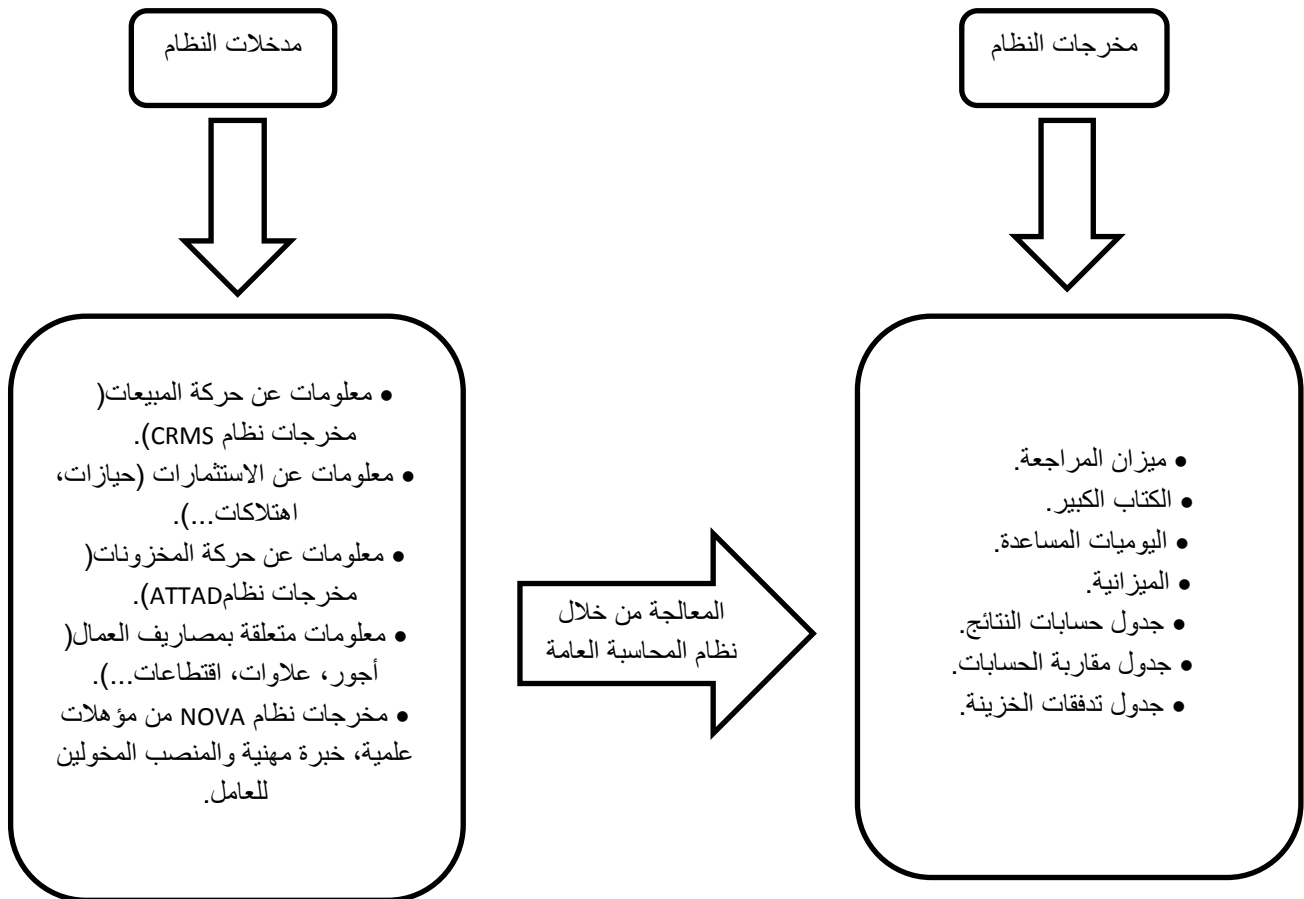 مدخلات النظام
مخرجات النظام
• معلومات عن حركة المبيعات(
مخرجات نظام CRMS).
• معلومات عن الاستثمارات (حيازات،
اهتلاكات...).
• معلومات عن حركة المخزونات(
مخرجات نظامATTAD).
• معلومات متعلقة بمصاريف العمال(
أجور، علاوات، اقتطاعات...).
• مخرجات نظام NOVA من مؤهلات
علمية، خبرة مهنية والمنصب المخولين
للعامل.
المعالجة من خلال
نظام المحاسبة العامة
• ميزان المراجعة.
• الكتاب الكبير.
• اليوميات المساعدة.
• الميزانية.
• جدول حسابات النتائج.
• جدول مقاربة الحسابات.
• جدول تدفقات الخزينة.